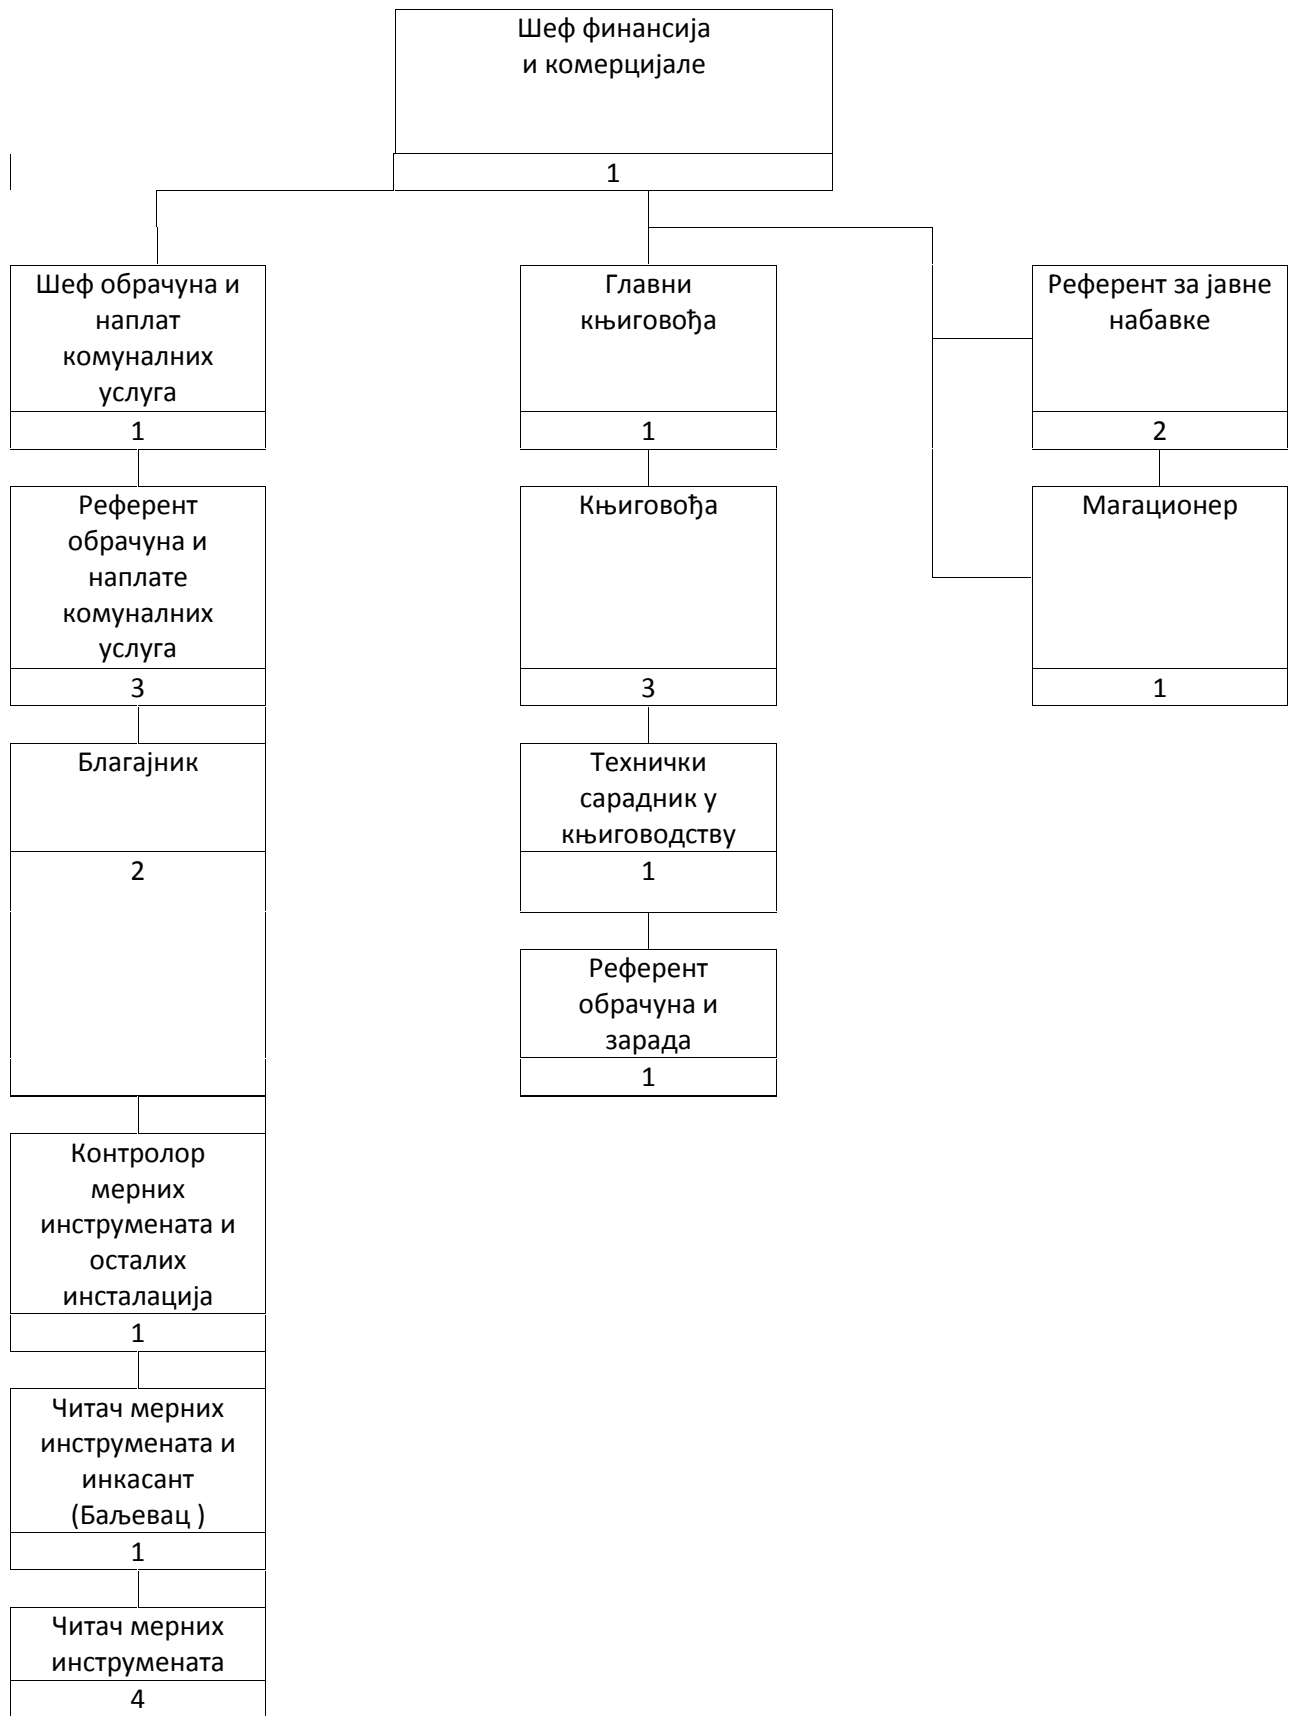 Шеф финансија
и комерцијале
1
Шеф обрачуна и
наплат
комуналних
услуга
1
Главни
књиговођа
1
Референт за јавне
набавке
2
Референт
обрачуна и
наплате
комуналних
услуга
3
Књиговођа
3
Магационер
1
Благајник
2
Технички
сарадник у
књиговодству
1
Референт
обрачуна и
зарада
1
Контролор
мерних
инструмената и
осталих
инсталација
1
Читач мерних
инструмената и
инкасант
(Баљевац )
1
Читач мерних
инструмената
4